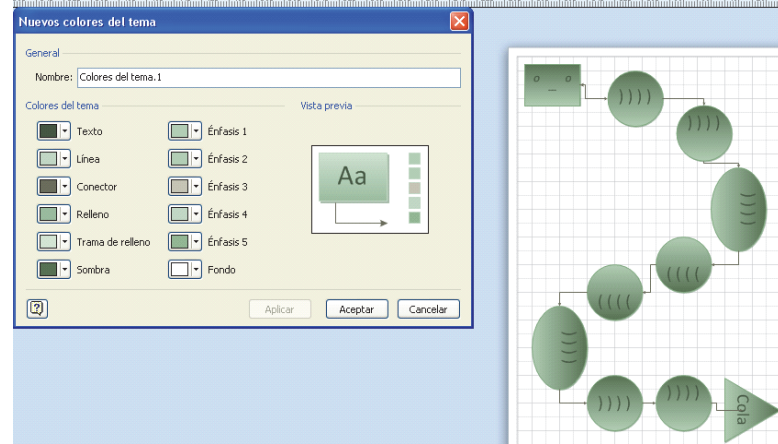 Nuevos colores del tema
General
Nombre: Colores del tema.1
Colores del tema
Vista previa
Texto
Énfasis 1
Línea
Énfasis 2
Conector
Énfasis 3
Relleno
Énfasis 4
Trama de relleno
Énfasis 5
Sombra
Fondo
Aa
?
Aplicar
Aceptar
Cancelar
o o
_
))))
))))
))))
((((
((((
))))
))))
))))
Cola